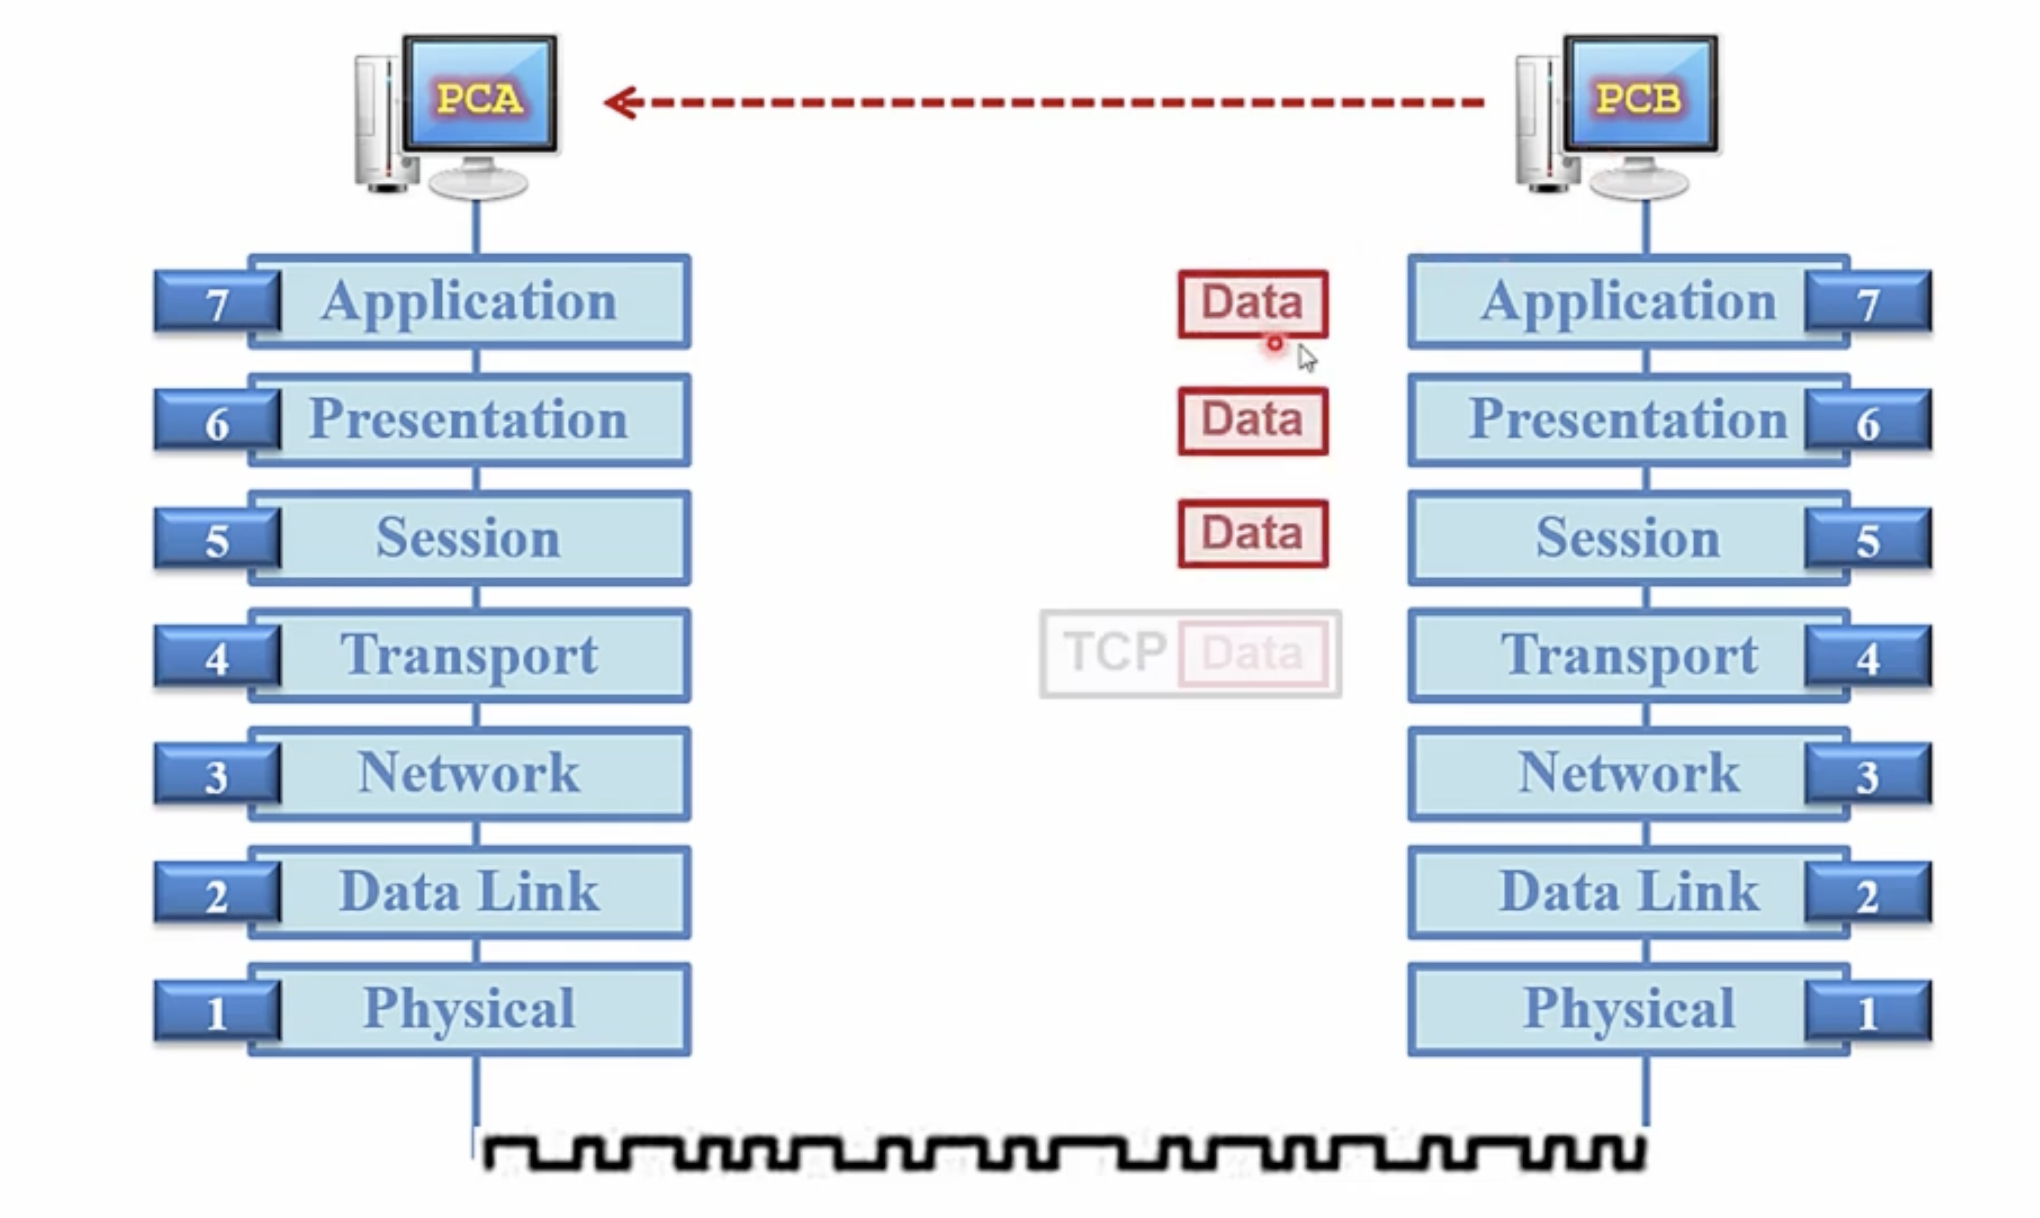 PCA
PCB
7 Application
Data
Application 7
6 Presentation
Data
Presentation 6
5 Session
Data
Session 5
4 Transport
TCP Data
Transport 4
3 Network
Network 3
2 Data Link
Data Link 2
1 Physical
Physical 1